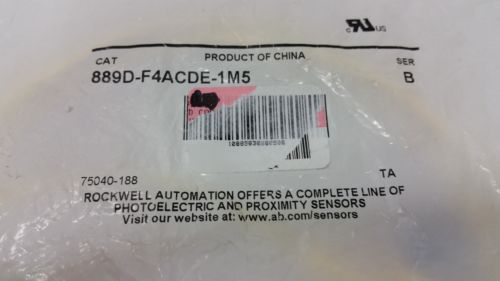 c RU US
CAT PRODUCT OF CHINA SER
889D-F4ACDE-1M5 B
75040-188 TA
ROCKWELL AUTOMATION OFFERS A COMPLETE LINE OF
PHOTOELECTRIC AND PROXIMITY SENSORS
Visit our website at: www.ab.com/sensors